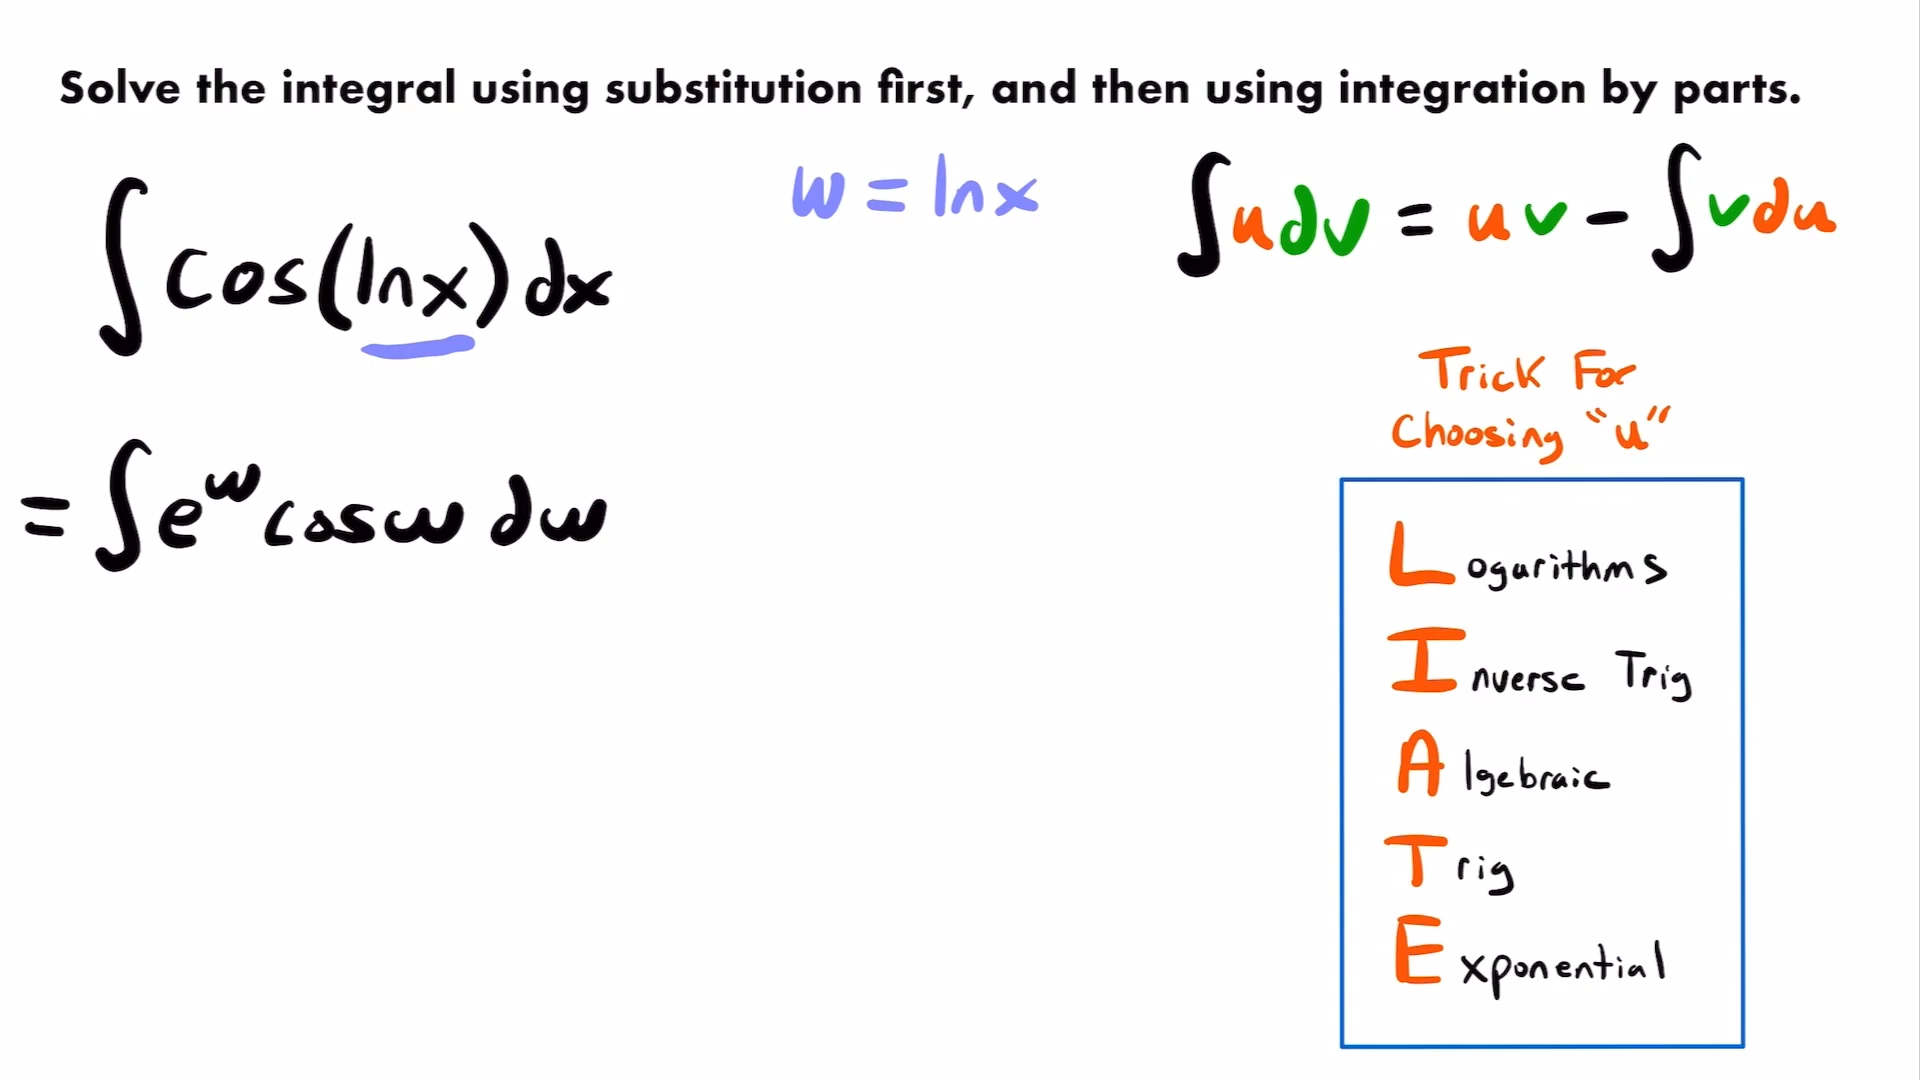 Solve the integral using substitution first, and then using integration by parts.
∫cos(lnx)dx
w = lnx
∫udv = uv - ∫vdu
= ∫e^w cosw dw
Trick For
Choosing "u"
Logarithms
Inverse Trig
Algebraic
Trig
Exponential